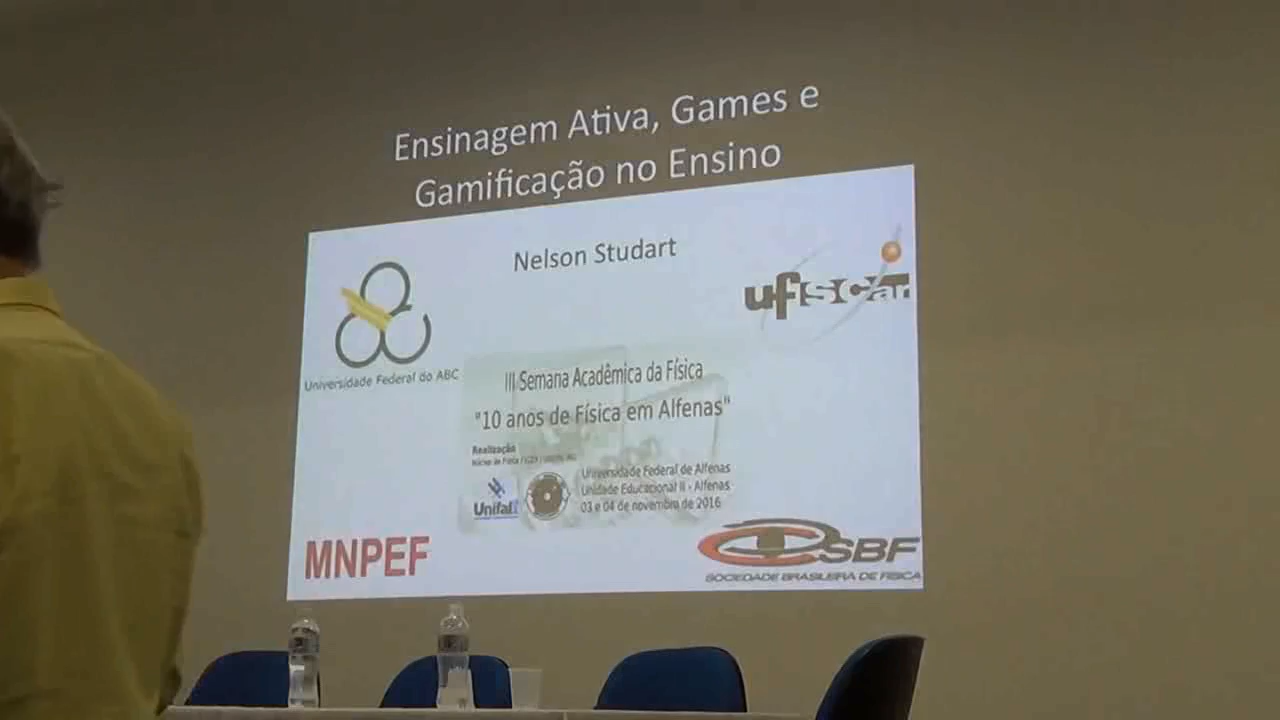 Ensinagem Ativa, Games e
Gamificação no Ensino
Nelson Studart
ufscar
Universidade Federal do ABC
III Semana Acadêmica da Física
"10 anos de Física em Alfenas"
Realização
Universidade Federal de Alfenas
Unidade Educacional II - Alfenas
03 e 04 de novembro de 2016
Unifal
MNPEF
SBF
SOCIEDADE BRASILEIRA DE FÍSICA